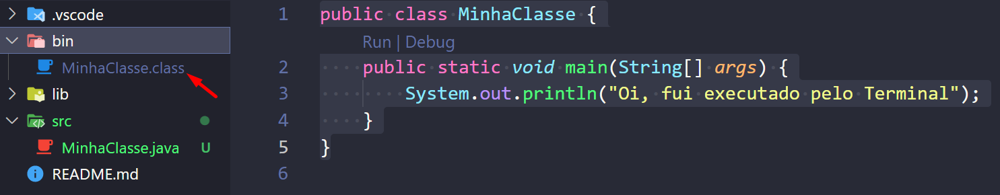 .vscode
bin
MinhaClasse.class
lib
src
MinhaClasse.java U
README.md
1 public class MinhaClasse {
Run | Debug
2 ····public·static·void·main(String[]·args)·{
3 ········System.out.println("Oi,·fui·executado·pelo·Terminal");
4 ····}
5 }
6